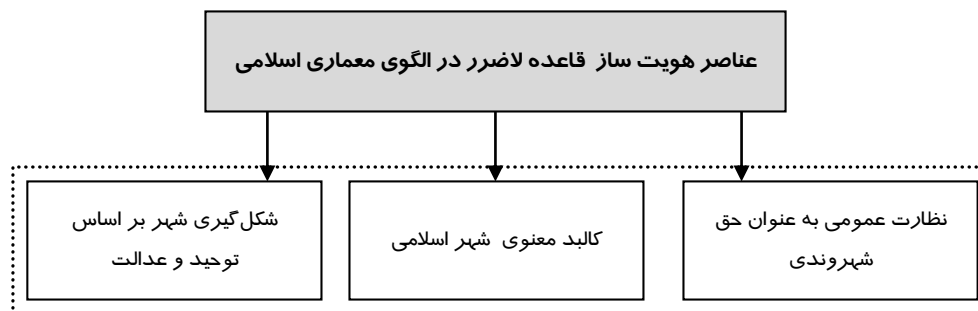 عناصر هویت ساز قاعده لاضرر در الگوی معماری اسلامی
نظارت عمومی به عنوان حق
شهروندی
کالبد معنوی شهر اسلامی
شکل‌گیری شهر بر اساس
توحید و عدالت